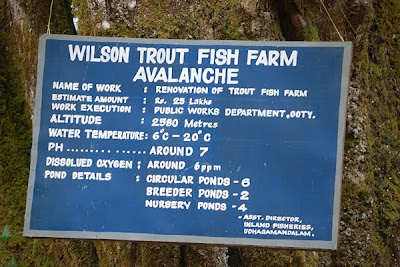 WILSON TROUT FISH FARM
AVALANCHE
NAME OF WORK : RENOVATION OF TROUT FISH FARM
ESTIMATE AMOUNT : Rs. 25 Lakhs
WORK EXECUTION : PUBLIC WORKS DEPARTMENT, OOTY.
ALTITUDE : 2580 Metres
WATER TEMPERATURE : 6°C - 20°C
PH ......... ...... AROUND 7
DISSOLVED OXYGEN ; AROUND 6ppm
POND DETAILS : CIRCULAR PONDS - 6
BREEDER PONDS - 2
NURSERY PONDS - 4
- ASST. DIRECTOR,
INLAND FISHERIES,
UDHAGAMANDALAM.